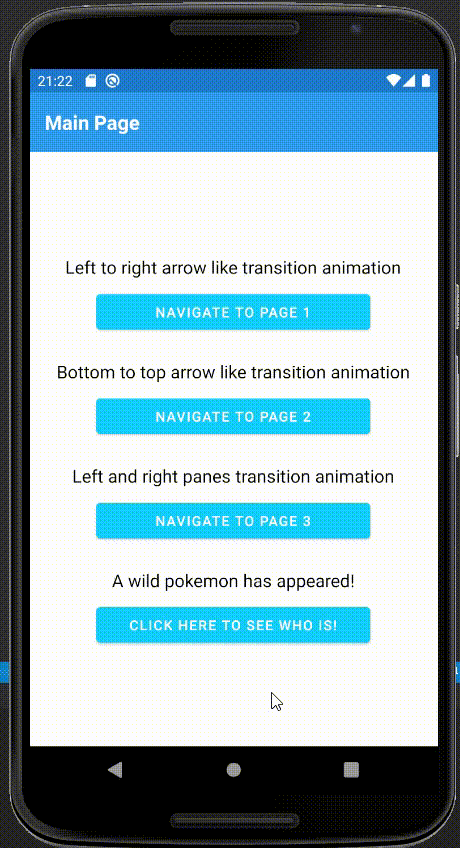 21:22
Main Page
Left to right arrow like transition animation
NAVIGATE TO PAGE 1
Bottom to top arrow like transition animation
NAVIGATE TO PAGE 2
Left and right panes transition animation
NAVIGATE TO PAGE 3
A wild pokemon has appeared!
CLICK HERE TO SEE WHO IS!